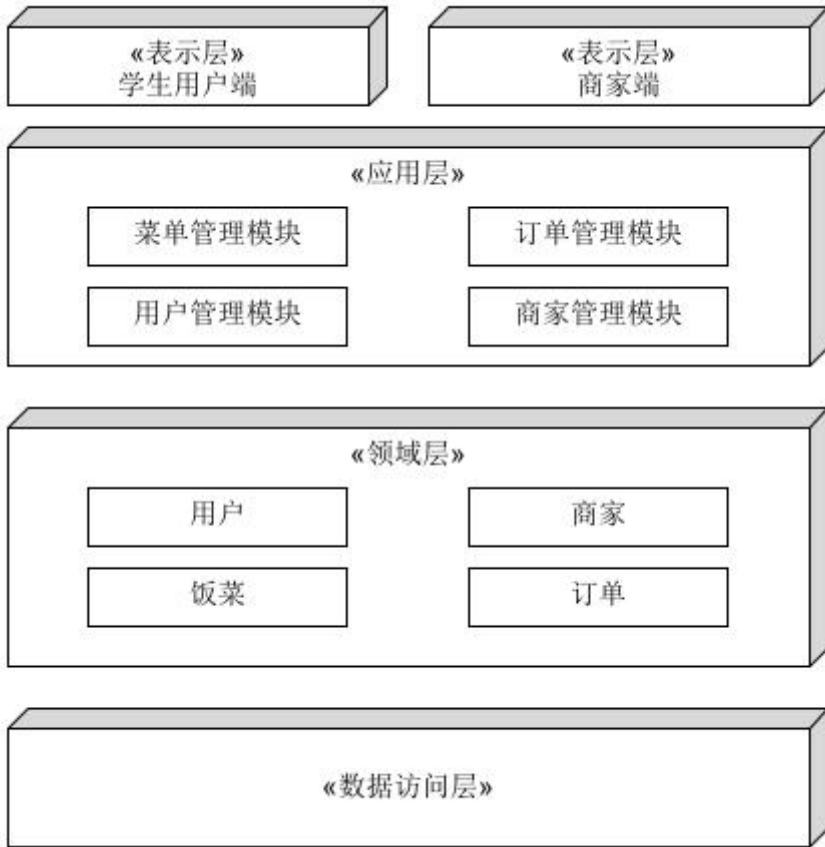 «表示层»
学生用户端
«表示层»
商家端
«应用层»
菜单管理模块
订单管理模块
用户管理模块
商家管理模块
«领域层»
用户
商家
饭菜
订单
«数据访问层»